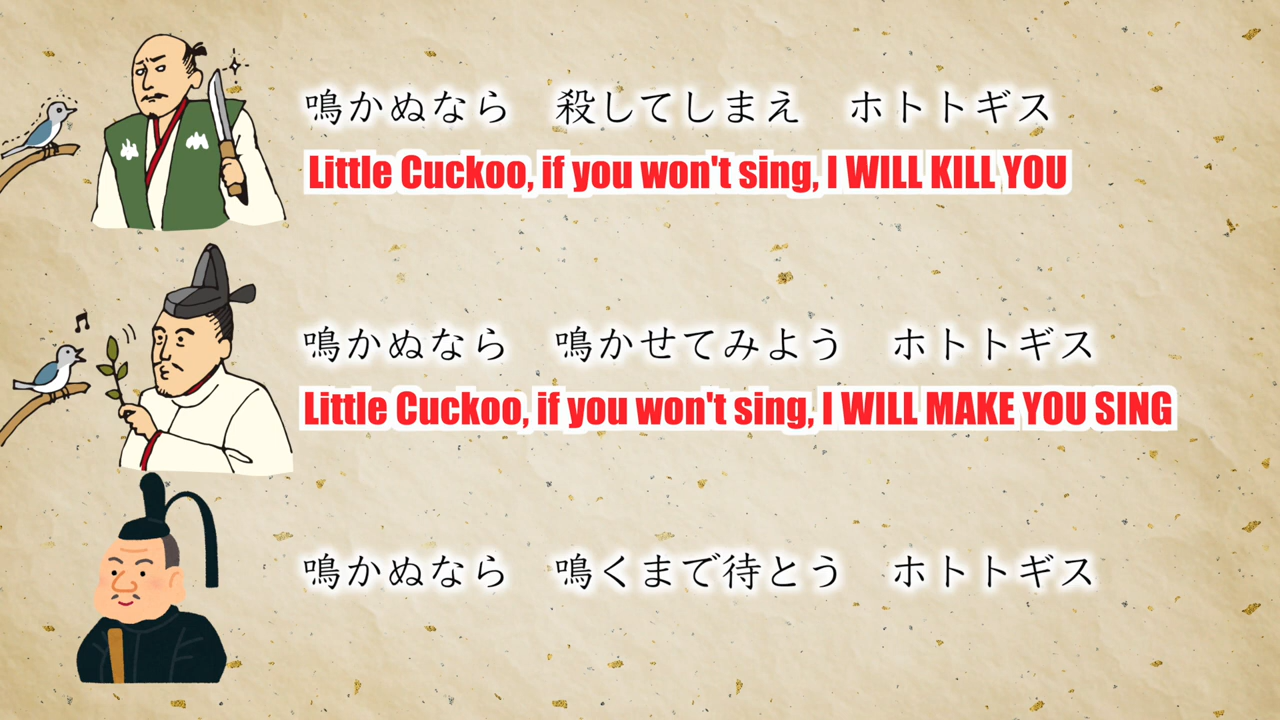 鳴かぬなら　殺してしまえ　ホトトギス
Little Cuckoo, if you won't sing, I WILL KILL YOU
鳴かぬなら　鳴かせてみよう　ホトトギス
Little Cuckoo, if you won't sing, I WILL MAKE YOU SING
鳴かぬなら　鳴くまで待とう　ホトトギス